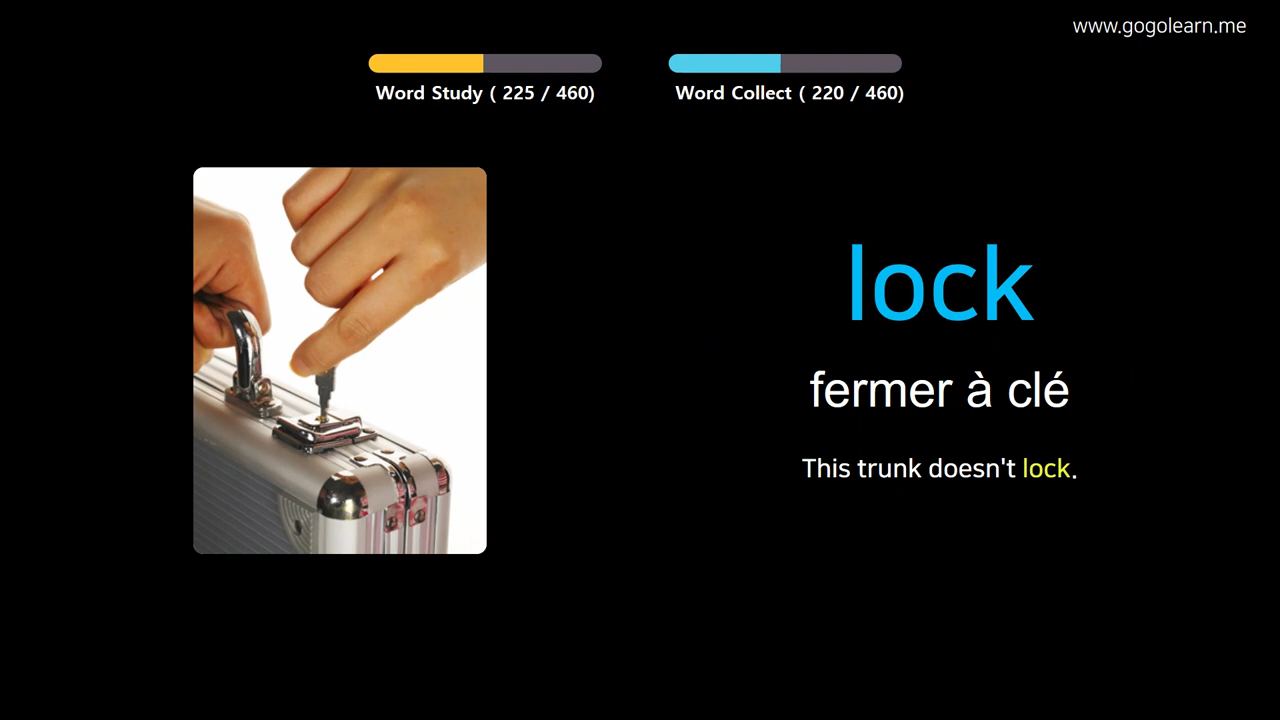 www.gogolearn.me
Word Study ( 225 / 460)
Word Collect ( 220 / 460)
lock
fermer à clé
This trunk doesn't lock.